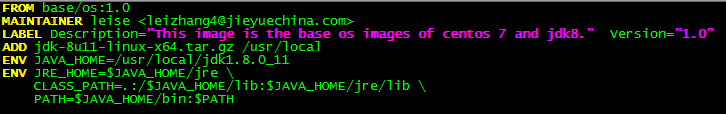 FROM base/os:1.0
MAINTAINER leise <leizhang4@jieyuechina.com>
LABEL Description="This image is the base os images of centos 7 and jdk8."  Version="1.0"
ADD jdk-8u11-linux-x64.tar.gz /usr/local
ENV JAVA_HOME=/usr/local/jdk1.8.0_11
ENV JRE_HOME=$JAVA_HOME/jre \
    CLASS_PATH=.:/$JAVA_HOME/lib:$JAVA_HOME/jre/lib \
    PATH=$JAVA_HOME/bin:$PATH